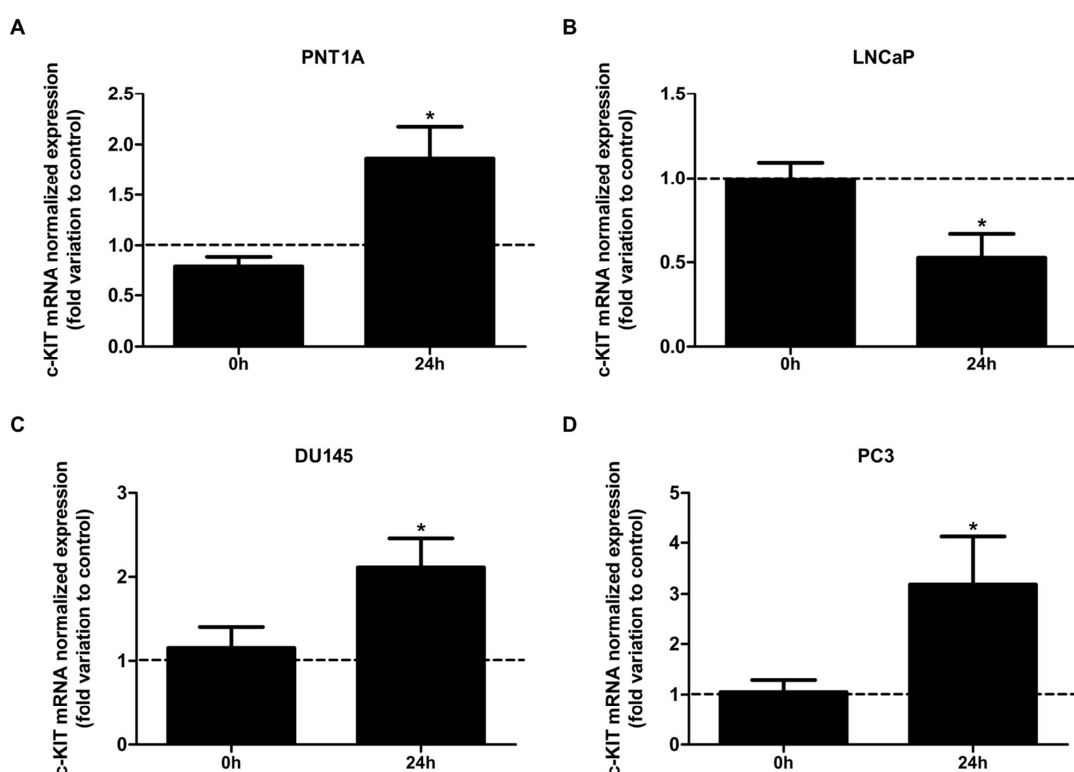 A
PNT1A
c-KIT mRNA normalized expression
(fold variation to control)
2.5
2.0
1.5
1.0
0.5
0.0
*
0h
24h
B
LNCaP
c-KIT mRNA normalized expression
(fold variation to control)
1.5
1.0
0.5
0.0
*
0h
24h
C
DU145
c-KIT mRNA normalized expression
(fold variation to control)
3
2
1
0
*
0h
24h
D
PC3
c-KIT mRNA normalized expression
(fold variation to control)
5
4
3
2
1
0
*
0h
24h